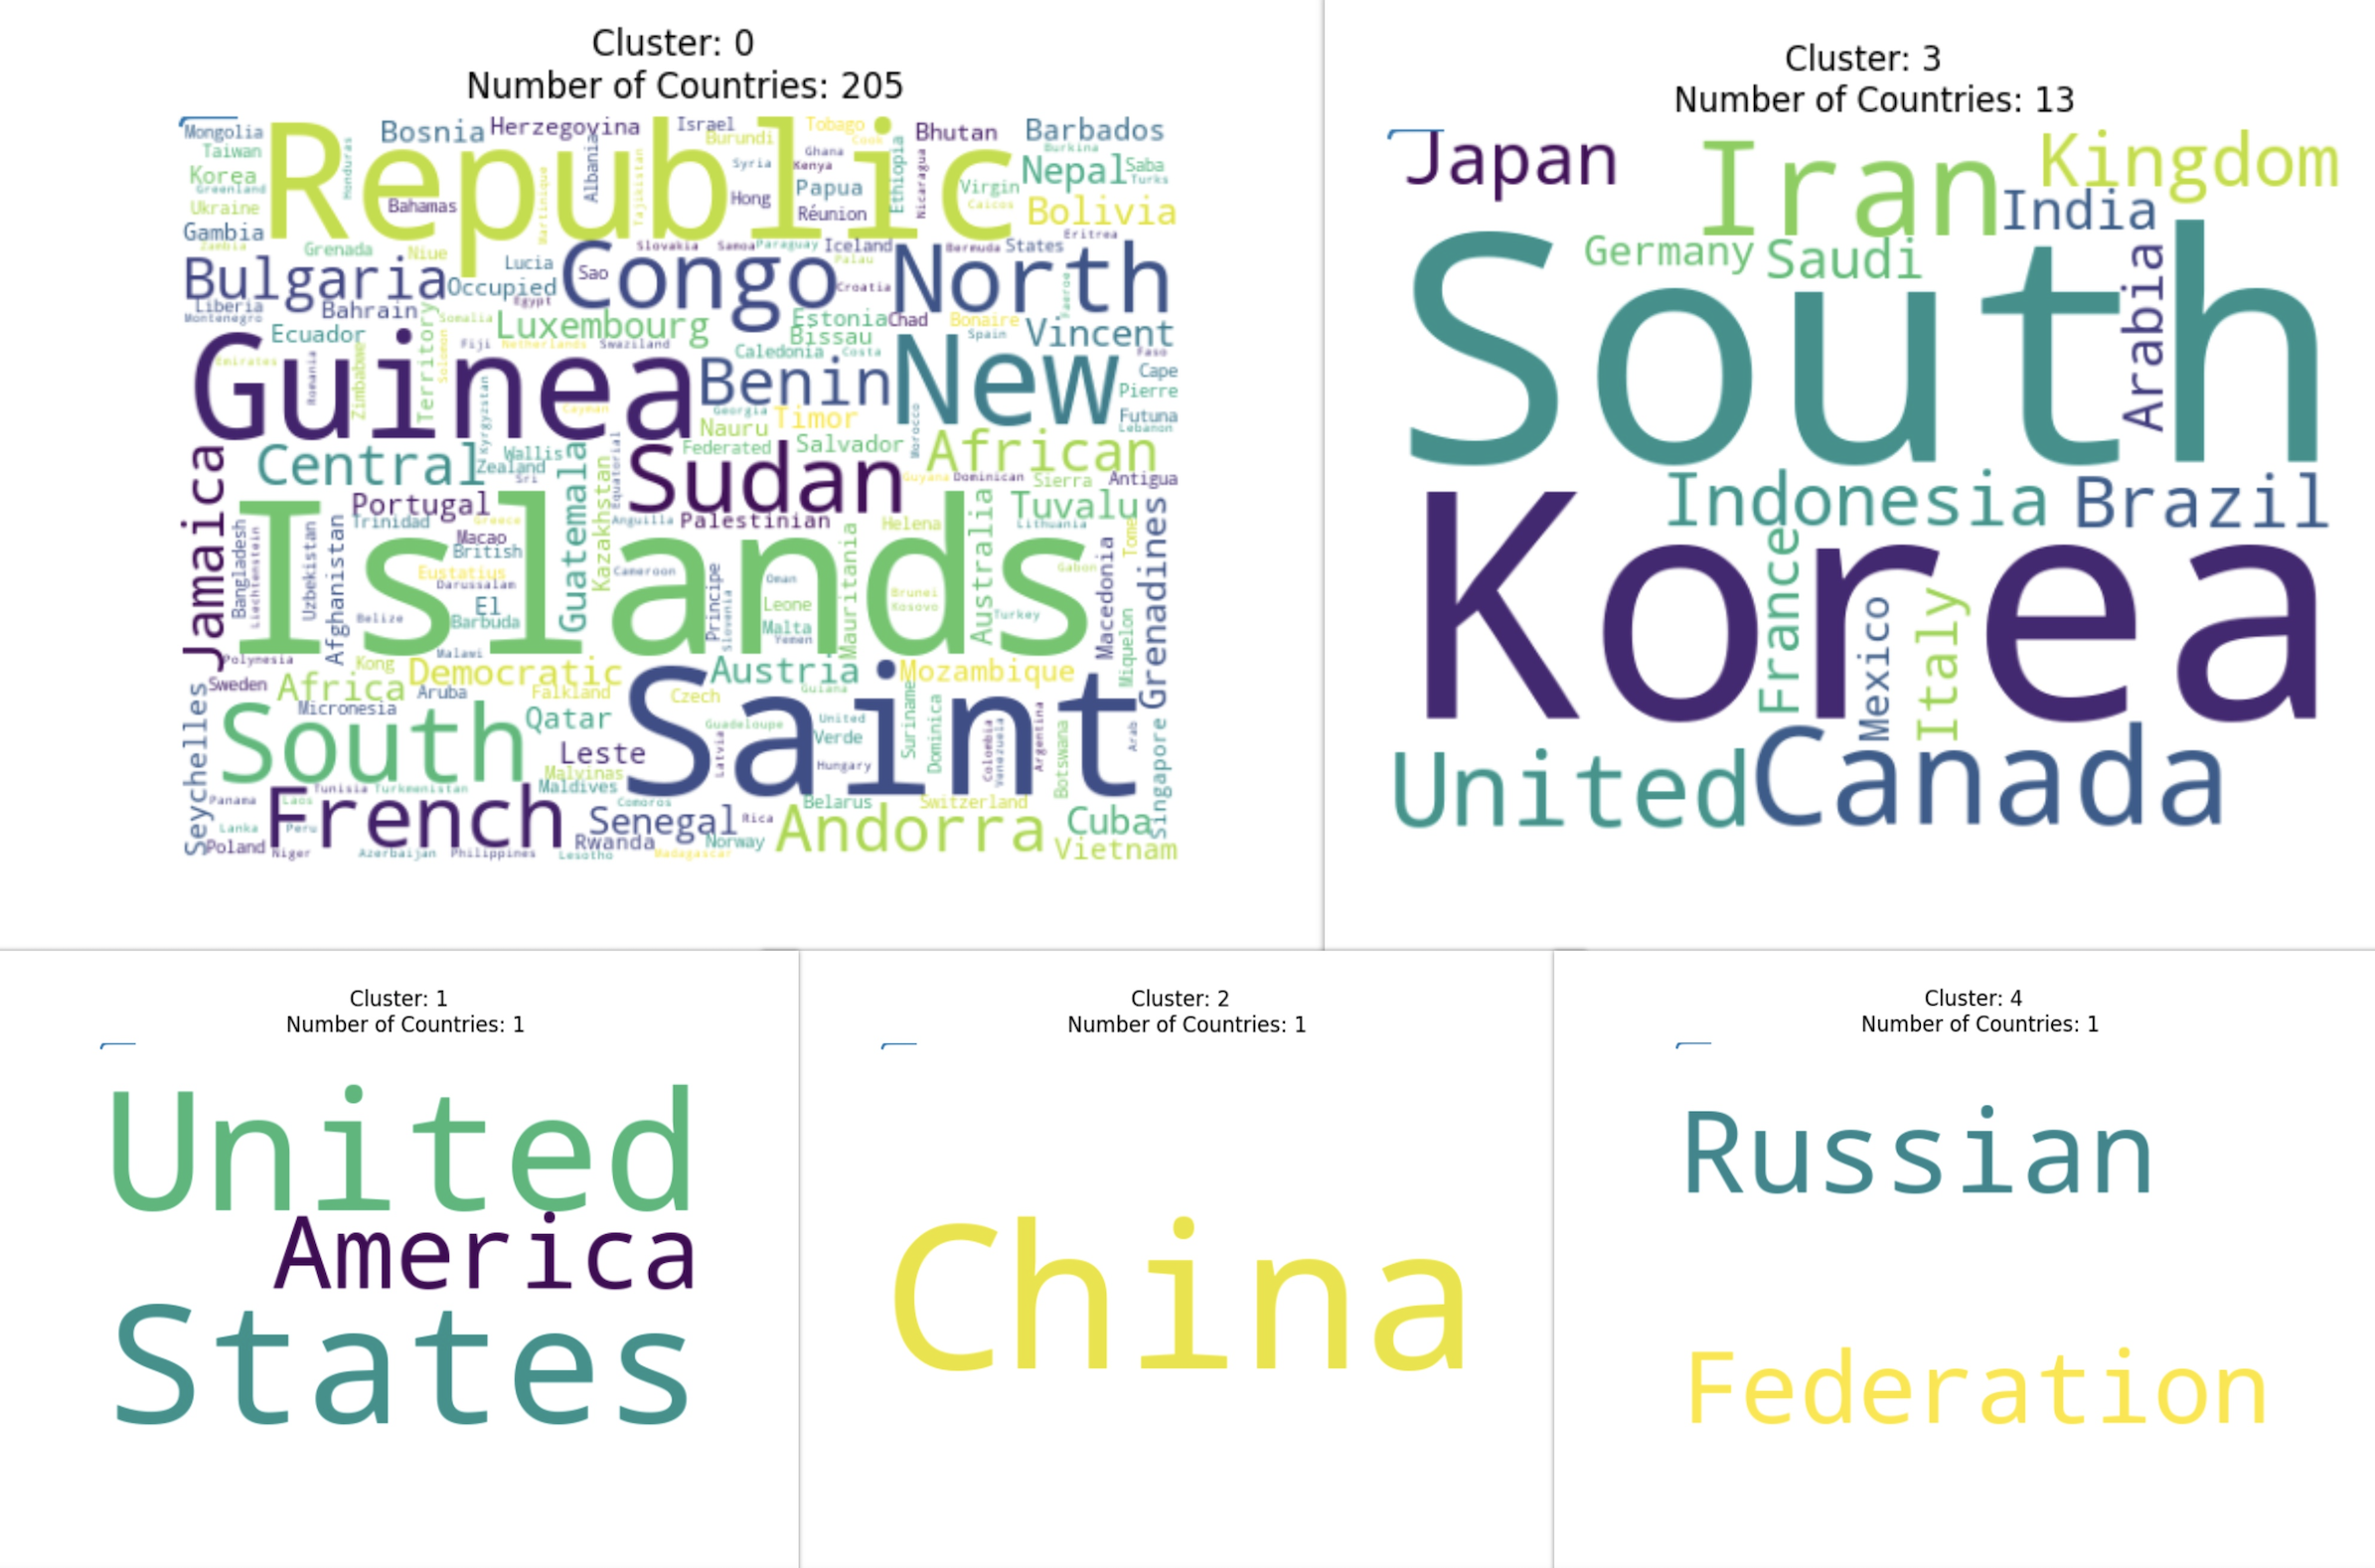 Cluster: 0
Number of Countries: 205
Mongolia Bosnia Herzegovina Israel Tobago Bhutan Barbados
Taiwan Republic Honduras Albania Burundi Cook Ghana Ethiopia Burkina
Korea Greenland Martinique Tajikistan Syria Kenya Nicaragua Nepal Saba Turks
Ukraine Bahamas Hong Papua Réunion Virgin Caicos Bolivia
Gambia Zambia Grenada Niue Slovakia Samoa Paraguay Iceland Bermuda States Eritrea
Bulgaria Lucia Sao Congo Palau North
Occupied Egypt Croatia Faeroe
Liberia Montenegro Bahrain Territory Somalia Luxembourg Estonia Chad Bonaire Vincent
Ecuador Fiji Netherlands Swaziland Bissau Spain
Emirates Guinea Romania Zimbabwe Solomon Caledonia Costa New Faso
Kyrgyzstan Benin Cape Pierre
Cayman Georgia Timor Morocco Futuna Lebanon
Nauru Federated Salvador African
Jamaica Central Wallis Zealand Sri Equatorial Sudan Guyana Dominican Sierra Antigua
Portugal Guatemala Kazakhstan Tuvalu
Trinidad Greece Anguilla Palestinian Helena Australia Lithuania Tome Grenadines
Bangladesh Liechtenstein Uzbekistan Afghanistan Macao British Islands Mauritania Macedonia
Eustatius Darussalam Cameroon Principe Oman Gabon
Belize El Barbuda Slovenia Leone Brunei Kosovo Turkey
Malta Yemen Miquelon
Polynesia Malawi
Kong Democratic Austria Mozambique
Seychelles Sweden Africa Aruba Falkland Saint Czech Guiana Suriname
Micronesia Qatar Guadeloupe United Dominica Colombia Venezuela Argentina Botswana Arab Singapore
South Leste Latvia Verde
Malvinas Hungary
Tunisia Turkmenistan Maldives
Panama Laos French Comoros Belarus Switzerland
Lanka Peru Senegal Rica Andorra Cuba
Poland Niger Azerbaijan Philippines Rwanda Lesotho Norway Madagascar Vietnam
Cluster: 3
Number of Countries: 13
Japan Iran Kingdom
India
Germany Saudi
South Arabia
Indonesia Brazil
Korea
France Mexico Italy
United Canada
Cluster: 1
Number of Countries: 1
United
America
States
Cluster: 2
Number of Countries: 1
China
Cluster: 4
Number of Countries: 1
Russian
Federation